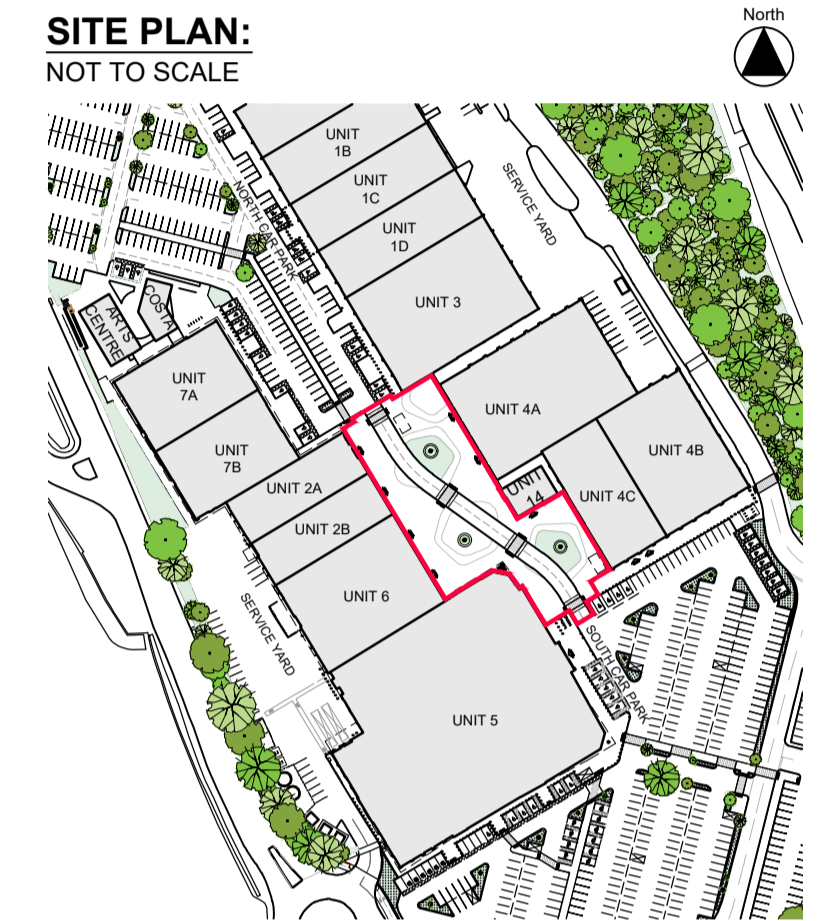 SITE PLAN:
NOT TO SCALE
North
UNIT
1B
UNIT
1C
UNIT
1D
SERVICE YARD
NORTH CAR PARK
UNIT 3
COSTA
ARTS
CENTRE
UNIT
7A
UNIT 4A
UNIT
7B
UNIT 4B
UNIT 2A
UNIT
14
UNIT 4C
UNIT 2B
UNIT 6
SERVICE YARD
SOUTH CAR PARK
UNIT 5